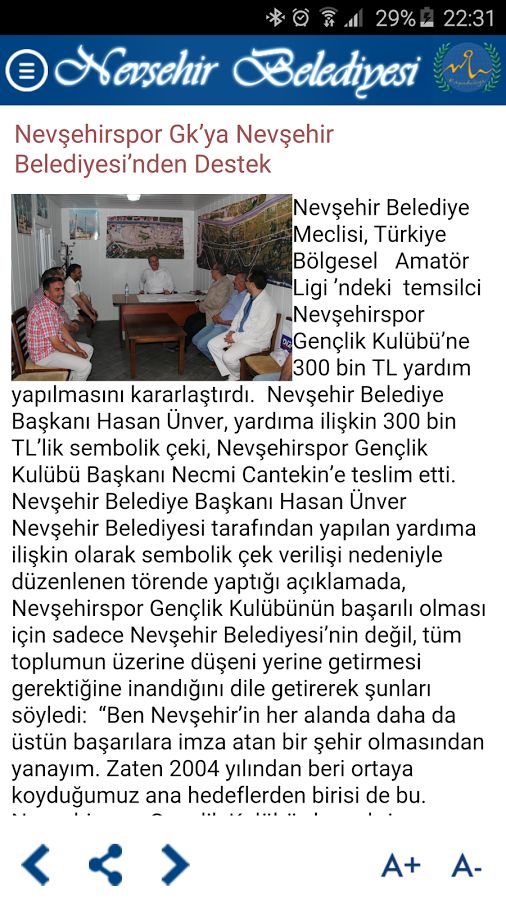 29% 22:31
Nevşehir Belediyesi
Nevşehirspor Gk’ya Nevşehir
Belediyesi’nden Destek
Nevşehir Belediye
Meclisi, Türkiye
Bölgesel Amatör
Ligi ’ndeki temsilci
Nevşehirspor
Gençlik Kulübü’ne
300 bin TL yardım
yapılmasını kararlaştırdı. Nevşehir Belediye
Başkanı Hasan Ünver, yardıma ilişkin 300 bin
TL’lik sembolik çeki, Nevşehirspor Gençlik
Kulübü Başkanı Necmi Cantekin’e teslim etti.
Nevşehir Belediye Başkanı Hasan Ünver
Nevşehir Belediyesi tarafından yapılan yardıma
ilişkin olarak sembolik çek verilişi nedeniyle
düzenlenen törende yaptığı açıklamada,
Nevşehirspor Gençlik Kulübünün başarılı olması
için sadece Nevşehir Belediyesi’nin değil, tüm
toplumun üzerine düşeni yerine getirmesi
gerektiğine inandığını dile getirerek şunları
söyledi: “Ben Nevşehir’in her alanda daha da
üstün başarılara imza atan bir şehir olmasından
yanayım. Zaten 2004 yılından beri ortaya
koyduğumuz ana hedeflerden birisi de bu.
A+ A-